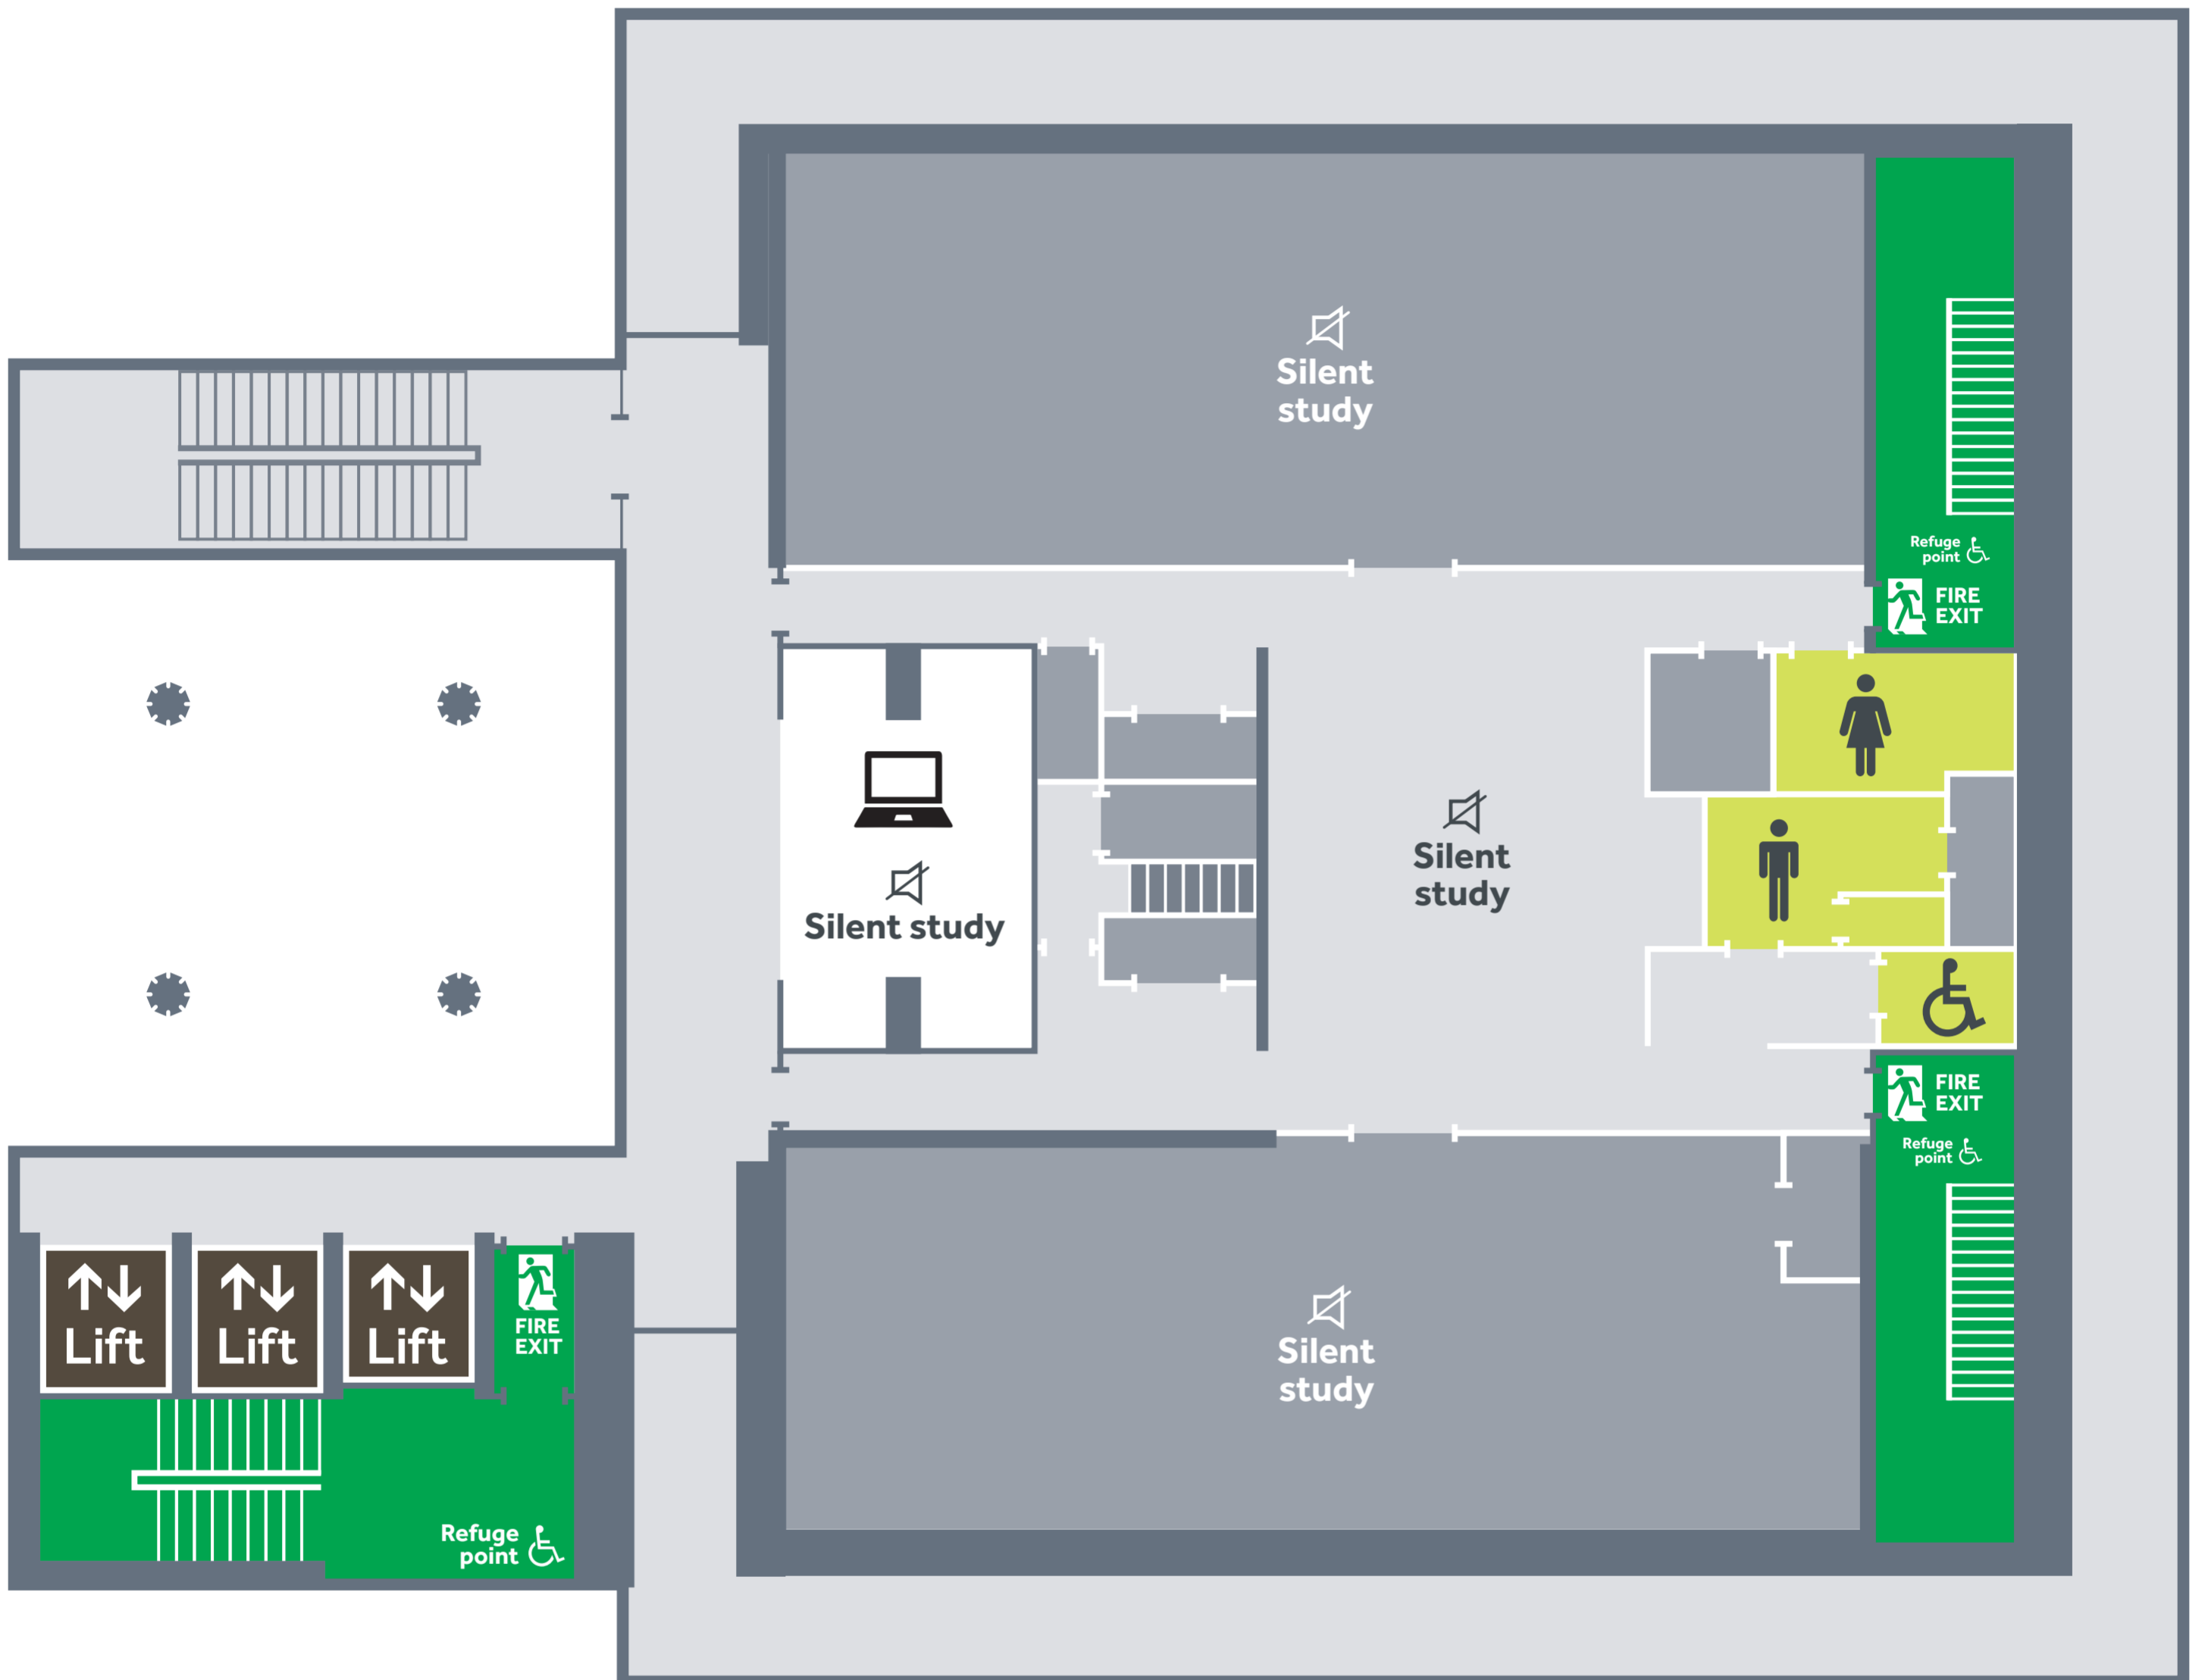 Silent
study
Refuge
point
FIRE
EXIT
Silent study
Silent
study
FIRE
EXIT
Refuge
point
Lift
Lift
Lift
FIRE
EXIT
Silent
study
Refuge
point